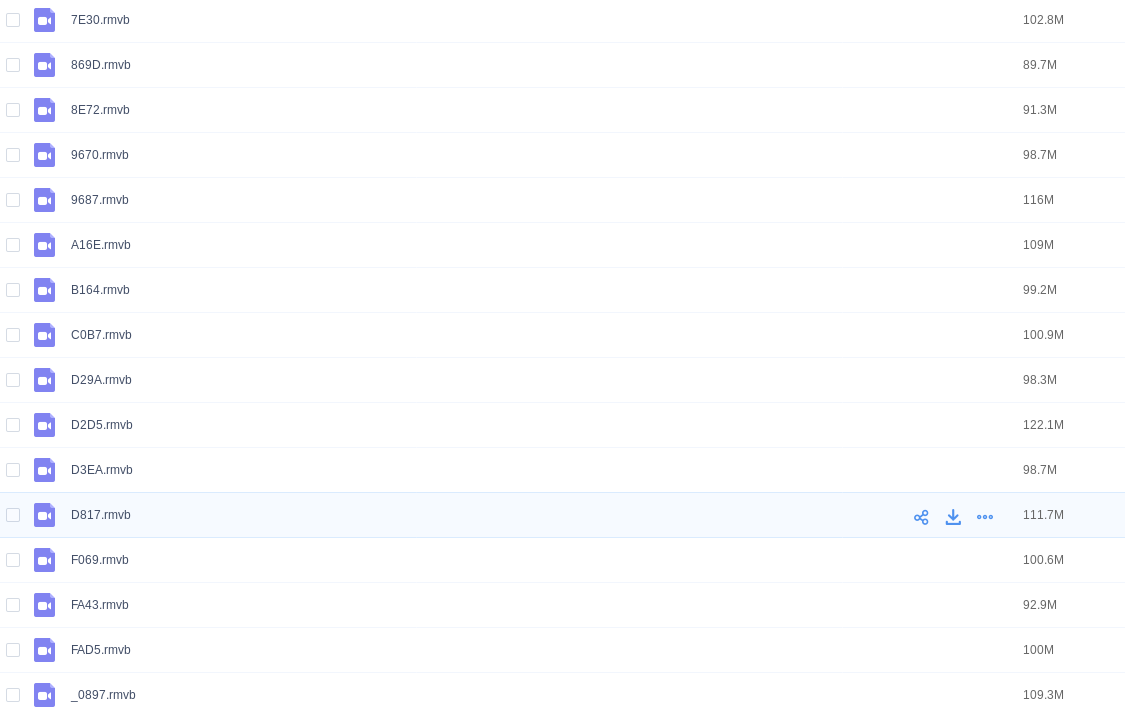 7E30.rmvb 102.8M
869D.rmvb 89.7M
8E72.rmvb 91.3M
9670.rmvb 98.7M
9687.rmvb 116M
A16E.rmvb 109M
B164.rmvb 99.2M
C0B7.rmvb 100.9M
D29A.rmvb 98.3M
D2D5.rmvb 122.1M
D3EA.rmvb 98.7M
D817.rmvb 111.7M
F069.rmvb 100.6M
FA43.rmvb 92.9M
FAD5.rmvb 100M
_0897.rmvb 109.3M